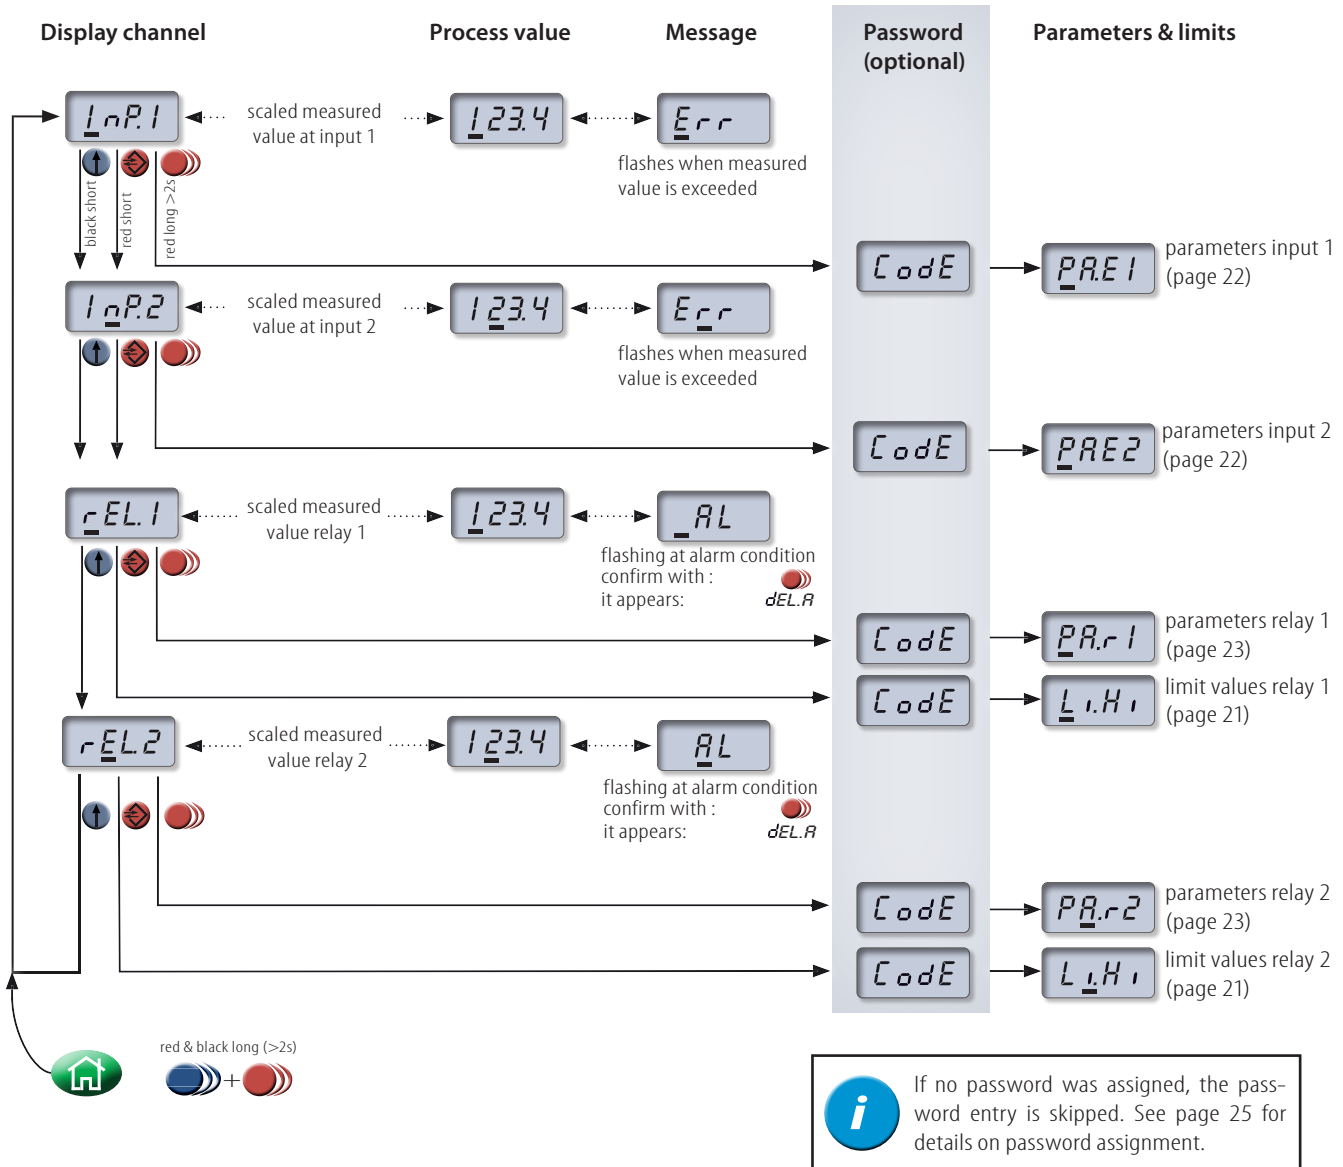 Display channel
Process value
Message
Password
(optional)
Parameters & limits
InP.1
scaled measured
value at input 1
123.4
Err
flashes when measured
value is exceeded
black short
red short
red long >2s
CodE
PA.E1
parameters input 1
(page 22)
InP.2
scaled measured
value at input 2
123.4
Err
flashes when measured
value is exceeded
CodE
PAE2
parameters input 2
(page 22)
rEL.1
scaled measured
value relay 1
123.4
AL
flashing at alarm condition
confirm with :
it appears: dEL.A
CodE
PA.r1
parameters relay 1
(page 23)
CodE
Li.Hi
limit values relay 1
(page 21)
rEL.2
scaled measured
value relay 2
123.4
AL
flashing at alarm condition
confirm with :
it appears: dEL.A
CodE
PA.r2
parameters relay 2
(page 23)
CodE
Li.Hi
limit values relay 2
(page 21)
red & black long (>2s)
+
i
If no password was assigned, the pass-
word entry is skipped. See page 25 for
details on password assignment.